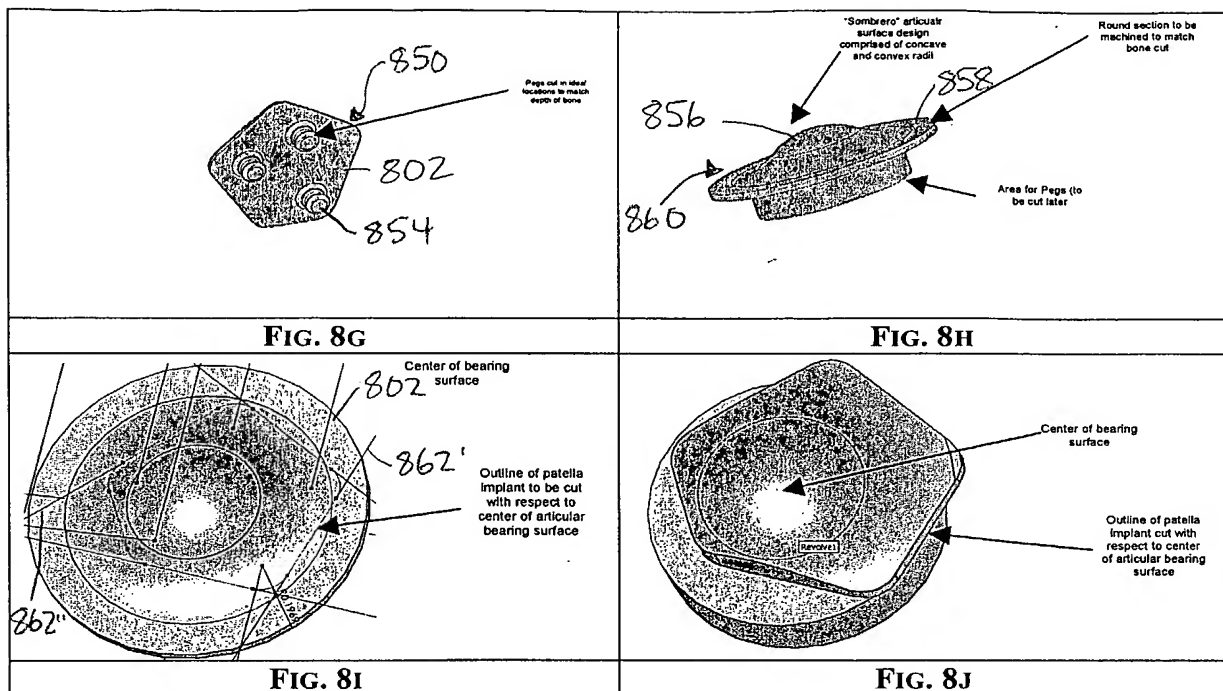 850
Pegs cut in ideal
locations to match
depth of bone
802
854
FIG. 8G
"Sombrero" articualr
surface design
comprised of concave
and convex radii
Round section to be
machined to match
bone cut
858
856
860
Area for Pegs (to
be cut later
FIG. 8H
Center of bearing
surface
802
862'
Outline of patella
implant to be cut
with respect to
center of articular
bearing surface
862"
FIG. 8I
Center of bearing
surface
Revolve1
Outline of patella
implant cut with
respect to center
of articular bearing
surface
FIG. 8J